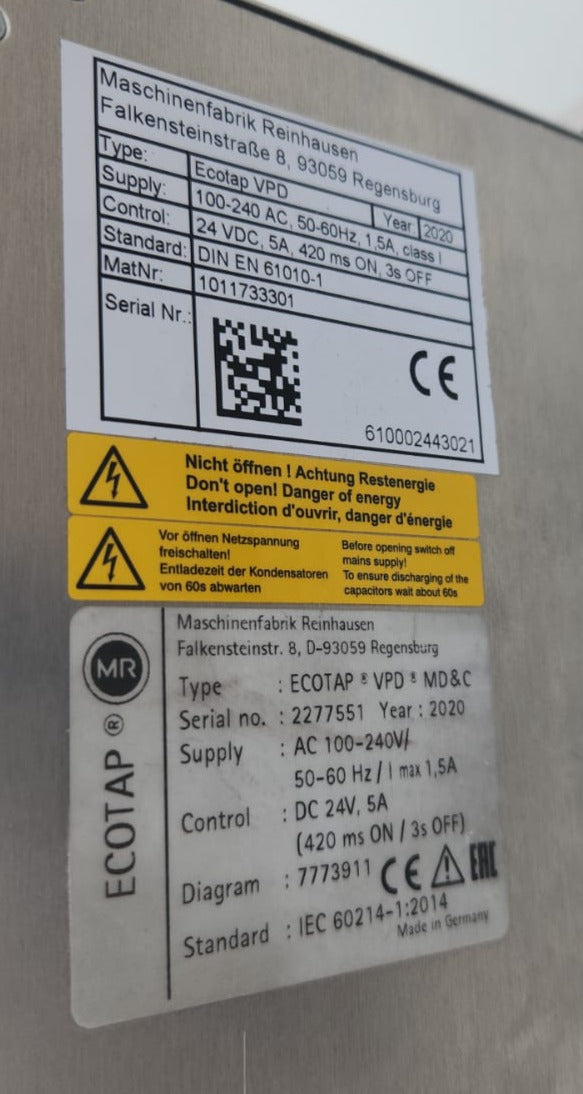 Maschinenfabrik Reinhausen
Falkensteinstraße 8, 93059 Regensburg
Type: Ecotap VPD Year: 2020
Supply: 100-240 AC, 50-60Hz, 1,5A, class I
Control: 24 VDC, 5A, 420 ms ON, 3s OFF
Standard: DIN EN 61010-1
MatNr: 1011733301
Serial Nr.:
CE
610002443021
Nicht öffnen ! Achtung Restenergie
Don't open! Danger of energy
Interdiction d'ouvrir, danger d'énergie
Vor öffnen Netzspannung
freischalten!
Entladezeit der Kondensatoren
von 60s abwarten
Before opening switch off
mains supply!
To ensure discharging of the
capacitors wait about 60s
MR
ECOTAP ®
Maschinenfabrik Reinhausen
Falkensteinstr. 8, D-93059 Regensburg
Type : ECOTAP ® VPD ® MD&C
Serial no. : 2277551 Year : 2020
Supply : AC 100-240V/
50-60 Hz / I max 1,5A
Control : DC 24V, 5A
(420 ms ON / 3s OFF)
Diagram : 7773911 CE EAC
Standard : IEC 60214-1:2014
Made in Germany